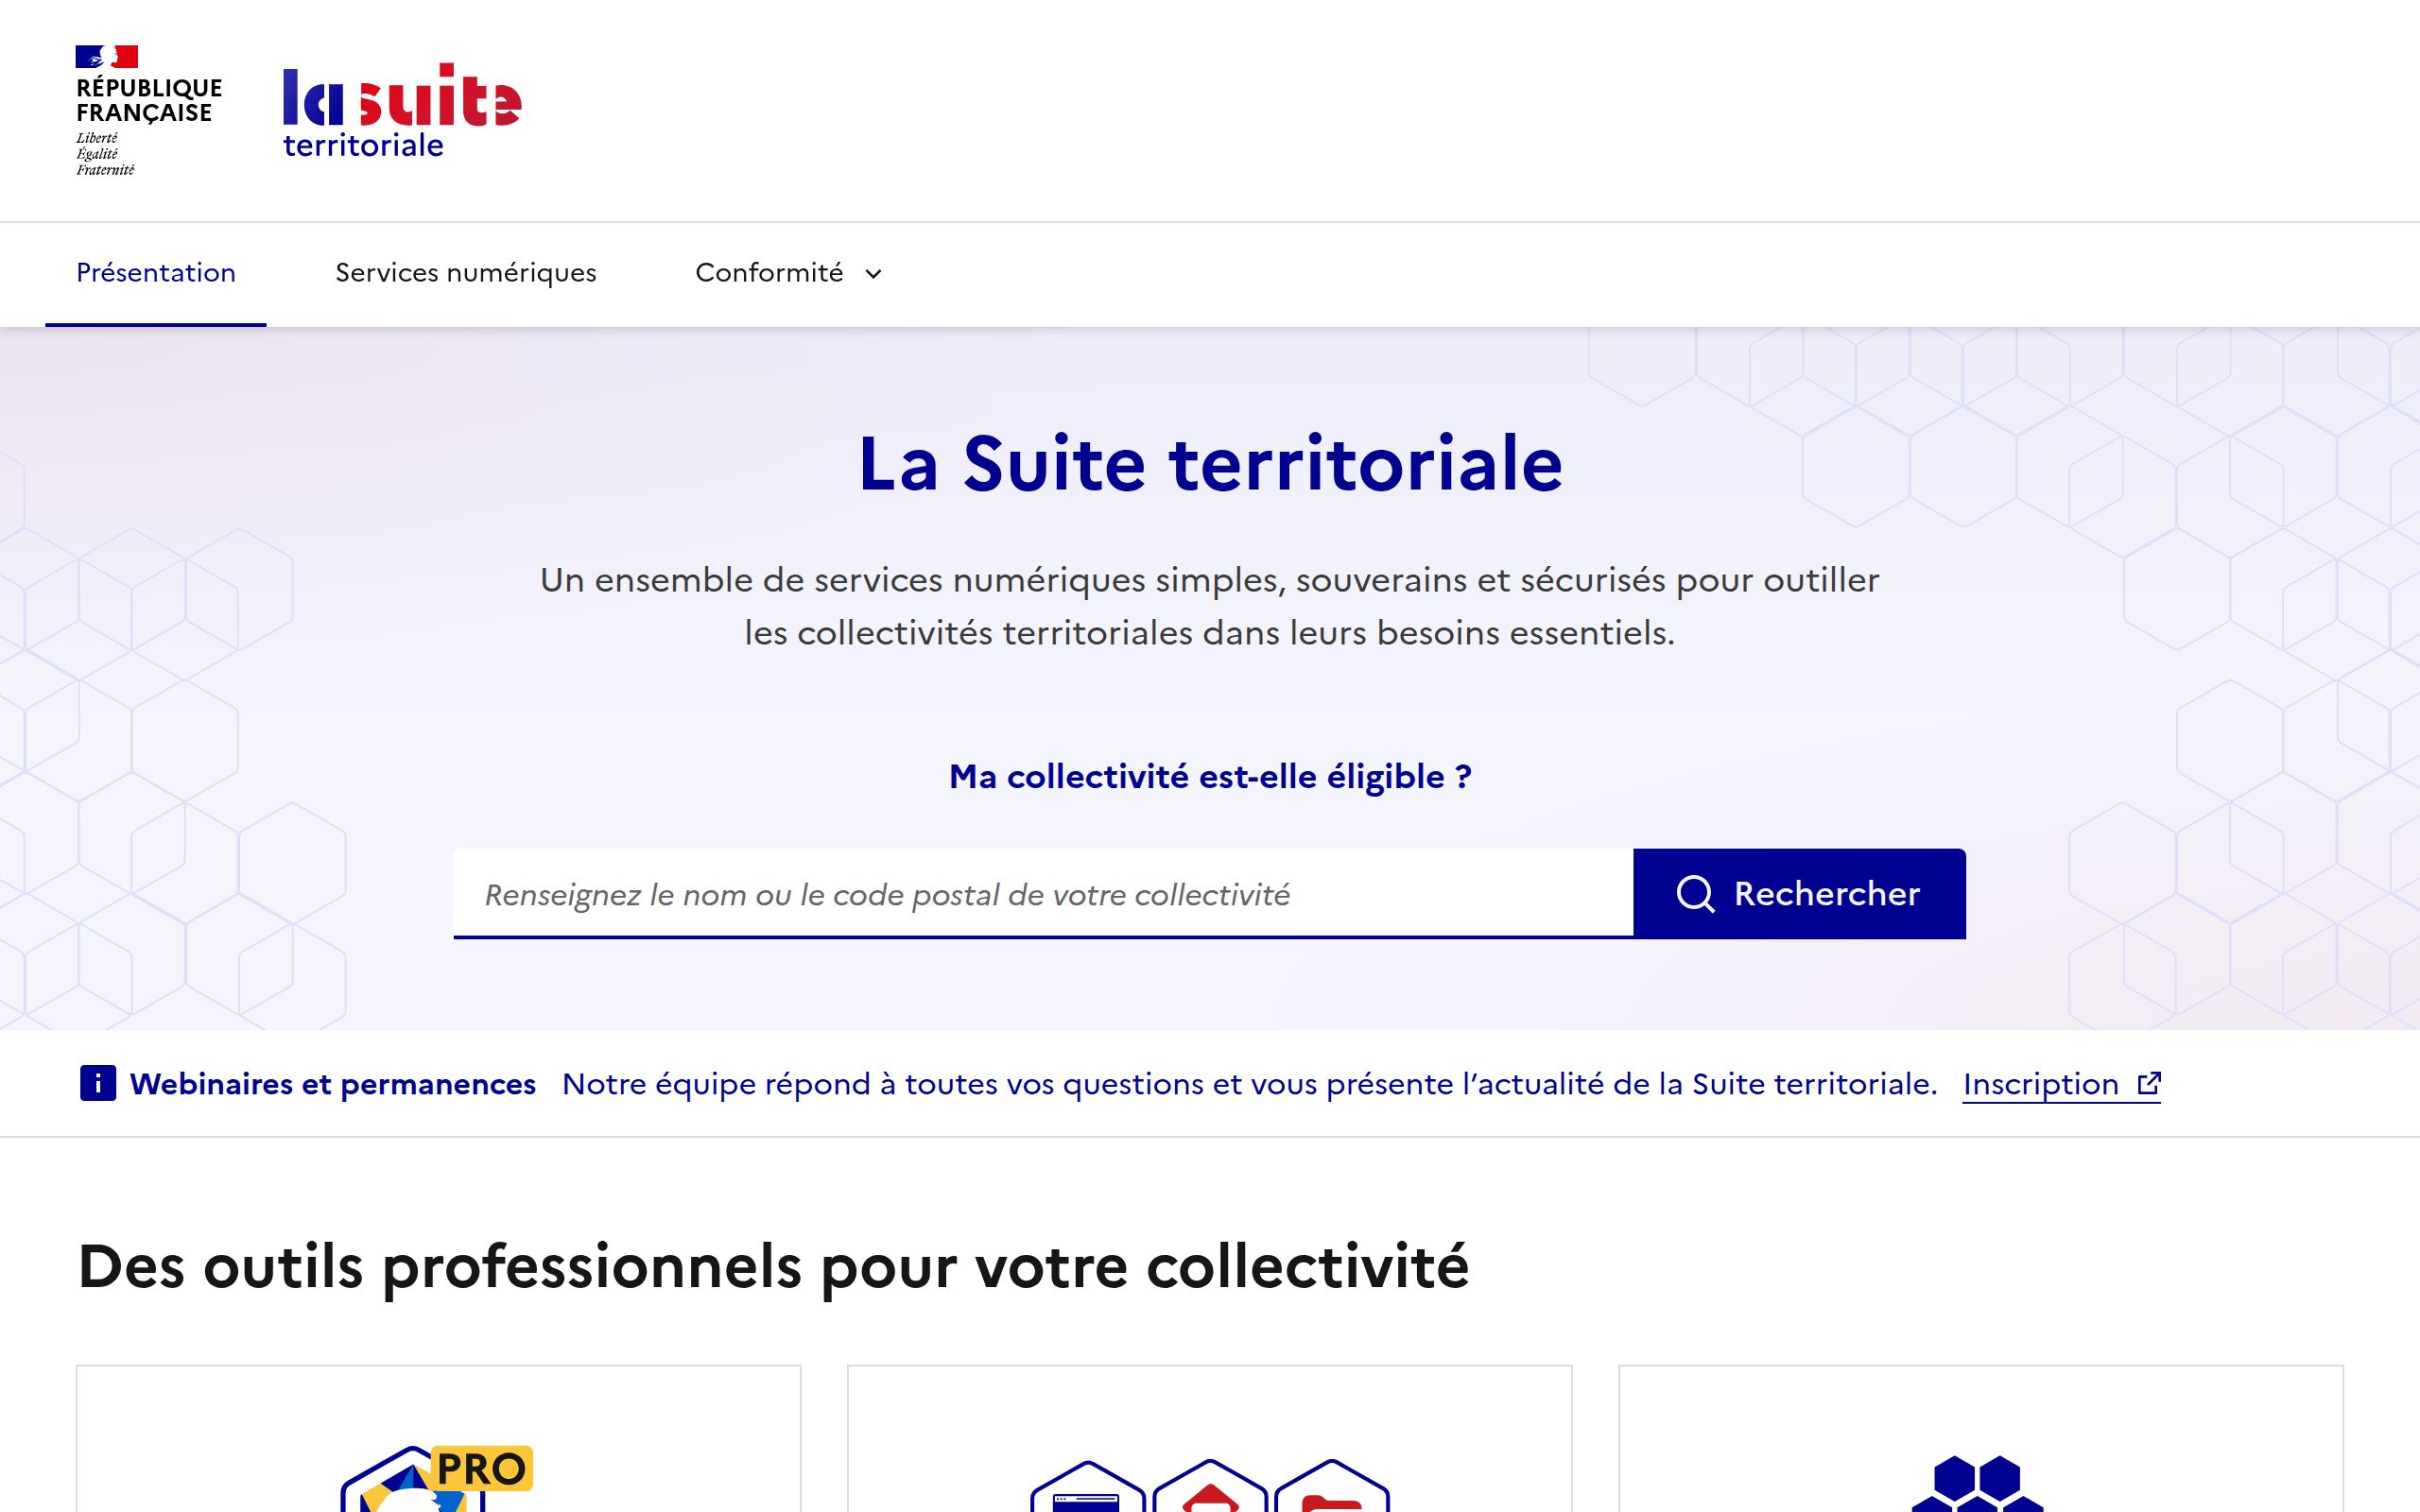 RÉPUBLIQUE
FRANÇAISE
Liberté
Égalité
Fraternité
la suite
territoriale
Présentation
Services numériques
Conformité
La Suite territoriale
Un ensemble de services numériques simples, souverains et sécurisés pour outiller
les collectivités territoriales dans leurs besoins essentiels.
Ma collectivité est-elle éligible ?
Renseignez le nom ou le code postal de votre collectivité
Rechercher
Webinaires et permanences Notre équipe répond à toutes vos questions et vous présente l’actualité de la Suite territoriale. Inscription
Des outils professionnels pour votre collectivité
PRO